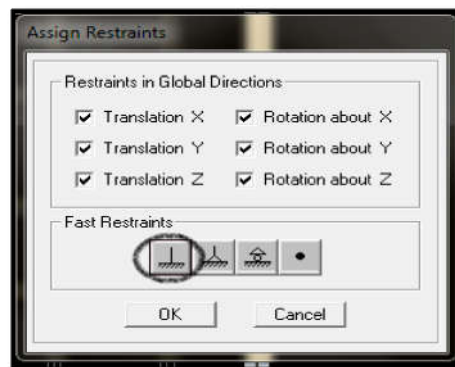 Assign Restraints
Restraints in Global Directions
Translation X Rotation about X
Translation Y Rotation about Y
Translation Z Rotation about Z
Fast Restraints
OK Cancel